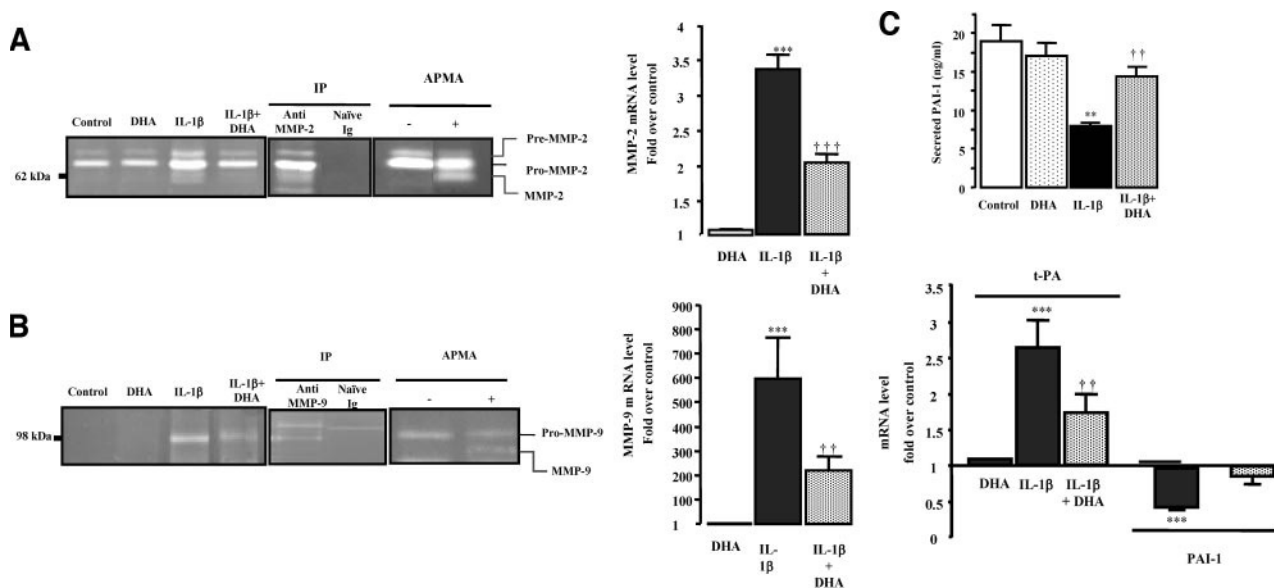 A
IP
APMA
Control DHA IL-1β IL-1β+ DHA Anti MMP-2 Naïve Ig - +
Pre-MMP-2
Pro-MMP-2
62 kDa
MMP-2
MMP-2 mRNA level
Fold over control
4
3.5
3
2.5
2
1
***
†††
DHA IL-1β IL-1β
+
DHA
B
IP
APMA
Control DHA IL-1β IL-1β+ DHA Anti MMP-9 Naïve Ig - +
98 kDa
Pro-MMP-9
MMP-9
MMP-9 m RNA level
Fold over control
900
800
700
600
500
400
300
200
100
1
***
††
DHA IL- 1β IL-1β
+
DHA
C
Secreted PAI-1 (ng/ml)
20
15
15
10
5
0
**
††
Control DHA IL-1β IL-1β+
DHA
t-PA
mRNA level
fold over control
3.5
3
2.5
2
1.5
1
0.5
0
***
††
DHA IL-1β IL-1β
+ DHA
***
PAI-1